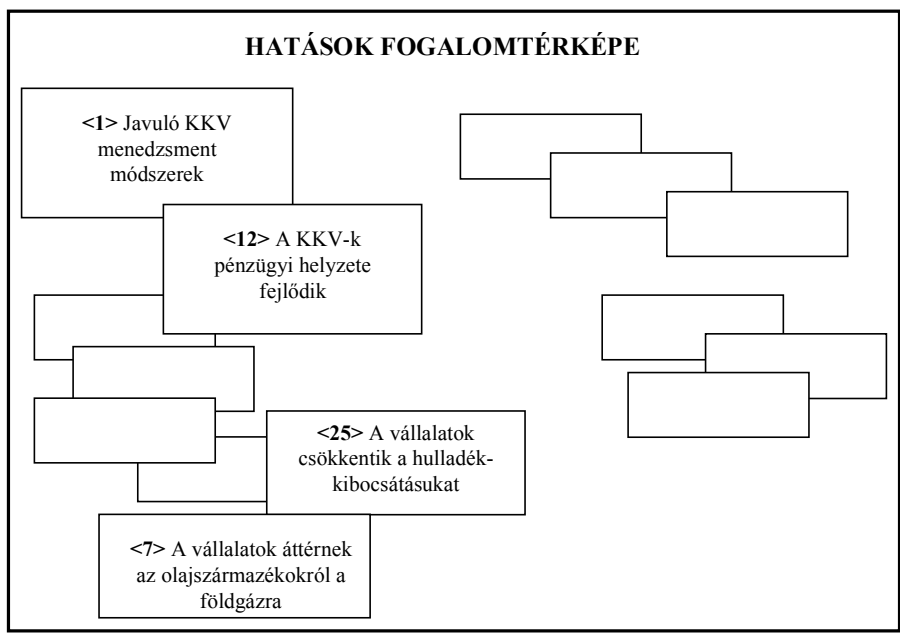 HATÁSOK FOGALOMTÉRKÉPE
<1> Javuló KKV
menedzsment
módszerek
<12> A KKV-k
pénzügyi helyzete
fejlődik
<25> A vállalatok
csökkentik a hulladék-
kibocsátásukat
<7> A vállalatok áttérnek
az olajszármazékokról a
földgázra